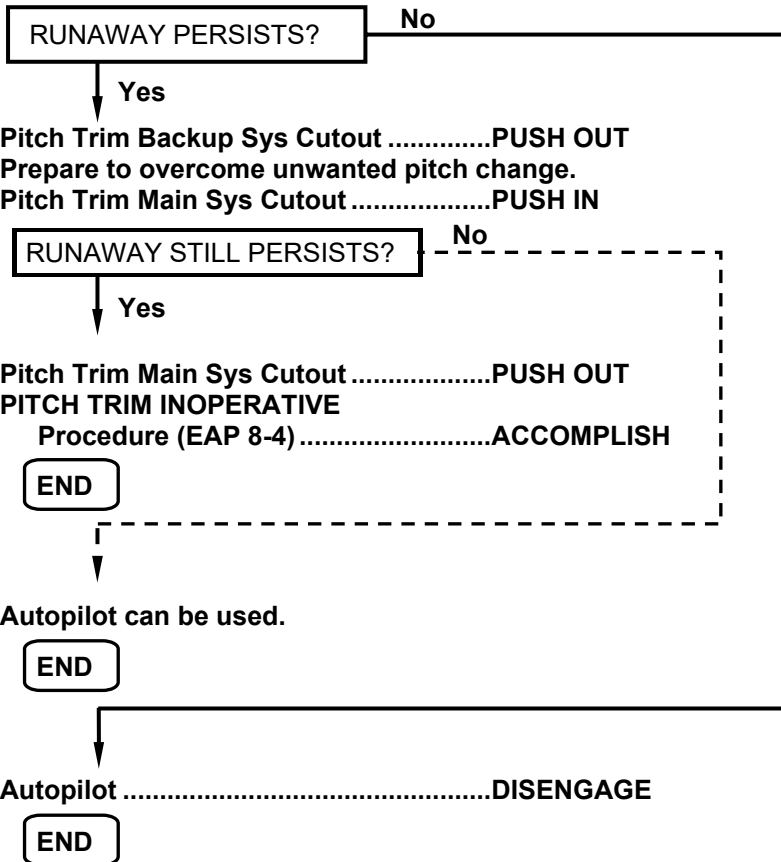 RUNAWAY PERSISTS?
No
Yes
Pitch Trim Backup Sys Cutout ..............PUSH OUT
Prepare to overcome unwanted pitch change.
Pitch Trim Main Sys Cutout...................PUSH IN
RUNAWAY STILL PERSISTS?
No
Yes
Pitch Trim Main Sys Cutout...................PUSH OUT
PITCH TRIM INOPERATIVE
Procedure (EAP 8-4)..........................ACCOMPLISH
END
Autopilot can be used.
END
Autopilot..................................................DISENGAGE
END